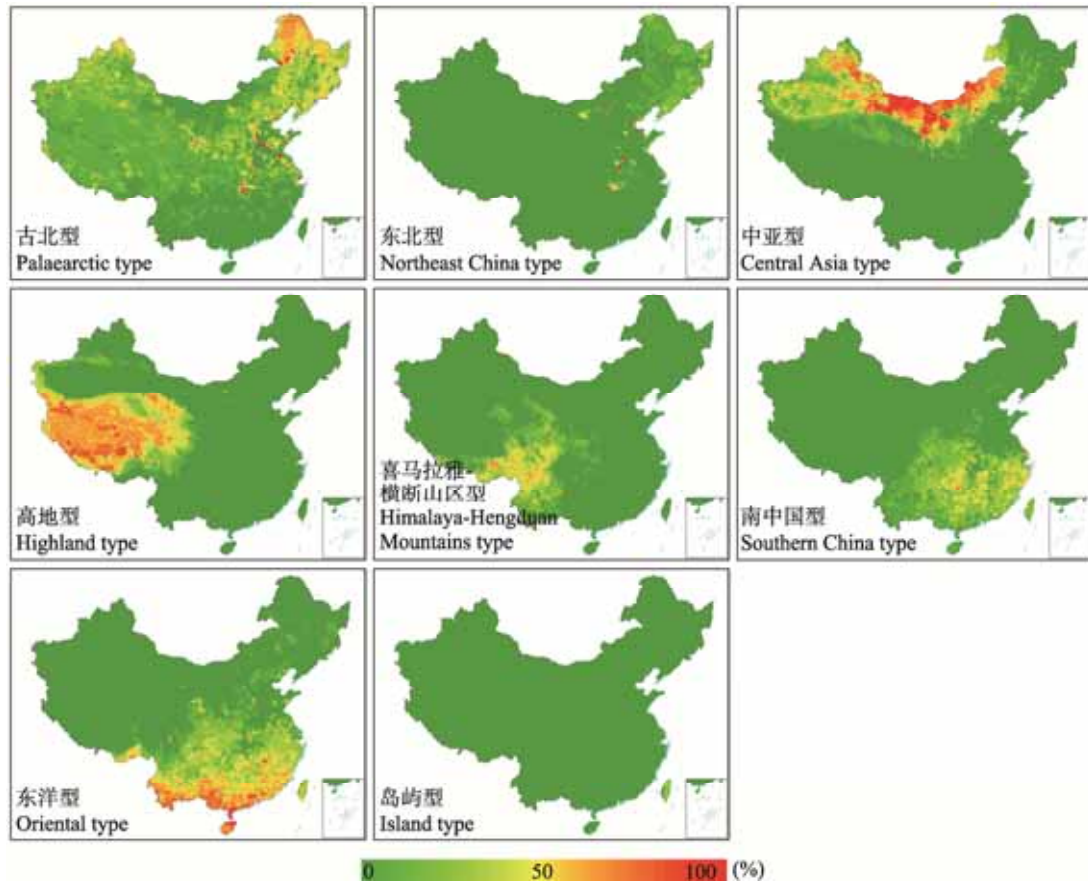 古北型
Palaearctic type
东北型
Northeast China type
中亚型
Central Asia type
高地型
Highland type
喜马拉雅-
横断山区型
Himalaya-Hengduan
Mountains type
南中国型
Southern China type
东洋型
Oriental type
岛屿型
Island type
0 50 100 (%)